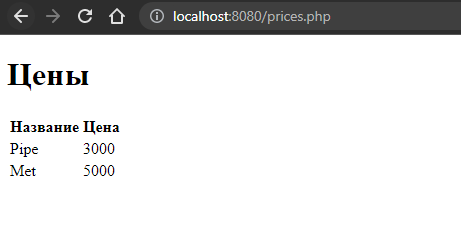 localhost:8080/prices.php
Цены
Название Цена
Pipe 3000
Met 5000